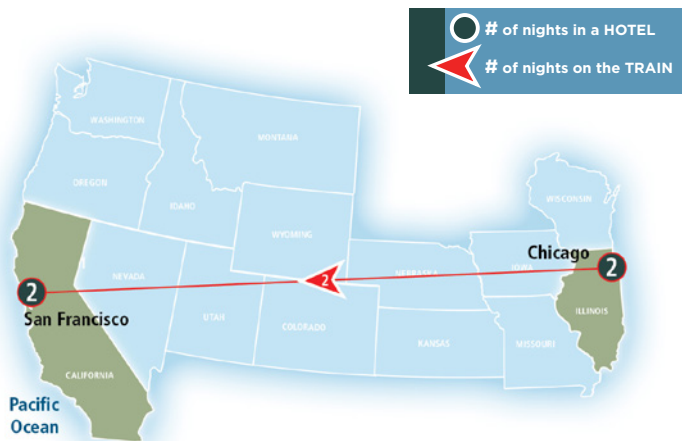 # of nights in a HOTEL
# of nights on the TRAIN
WASHINGTON
MONTANA
OREGON
IDAHO
WYOMING
WISCONSIN
Chicago
2
NEBRASKA
IOWA
2
NEVADA
2
San Francisco
UTAH
COLORADO
KANSAS
MISSOURI
ILLINOIS
CALIFORNIA
Pacific
Ocean